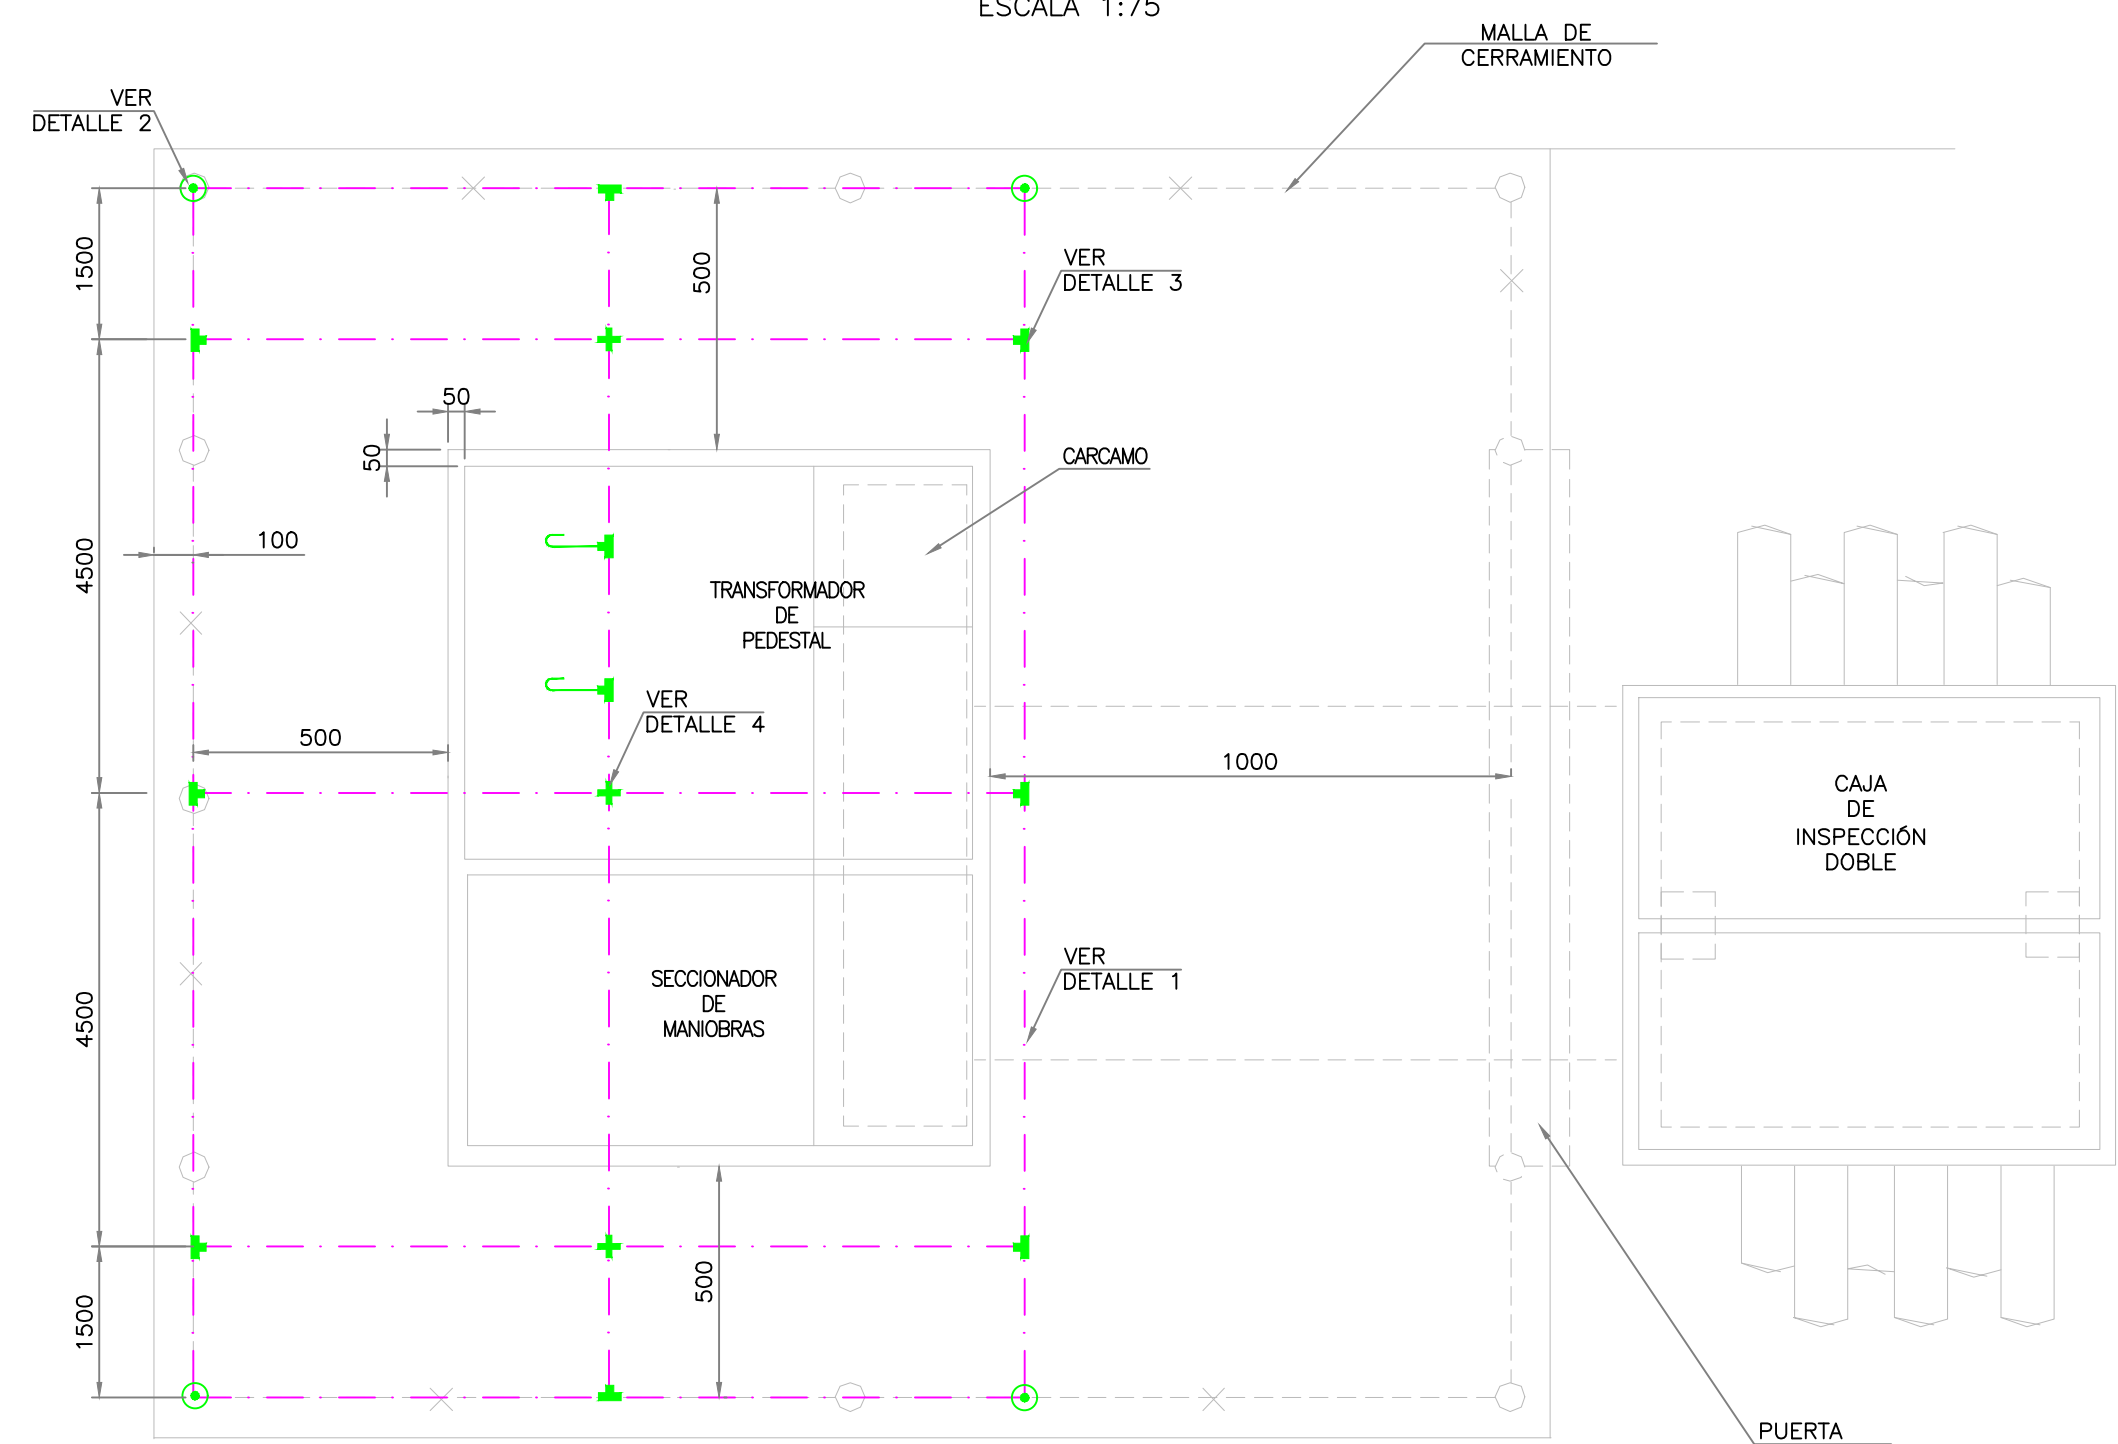 ESCALA 1:75
MALLA DE
CERRAMIENTO
VER
DETALLE 2
1500
500
VER
DETALLE 3
50
50
CARCAMO
100
4500
TRANSFORMADOR
DE
PEDESTAL
VER
DETALLE 4
500
1000
CAJA
DE
INSPECCIÓN
DOBLE
VER
DETALLE 1
SECCIONADOR
DE
MANIOBRAS
4500
500
1500
PUERTA